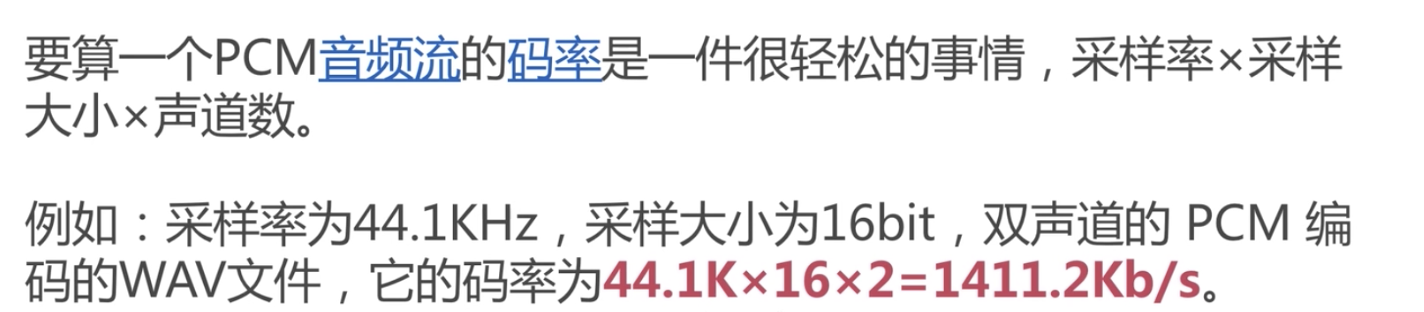 要算一个PCM音频流的码率是一件很轻松的事情，采样率×采样
大小×声道数。
例如：采样率为44.1KHz，采样大小为16bit，双声道的 PCM 编
码的WAV文件，它的码率为44.1K×16×2=1411.2Kb/s。